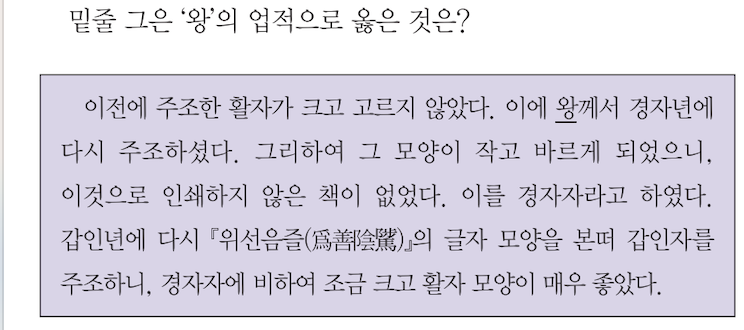 밑줄 그은 ‘왕’의 업적으로 옳은 것은?
이전에 주조한 활자가 크고 고르지 않았다. 이에 왕께서 경자년에
다시 주조하셨다. 그리하여 그 모양이 작고 바르게 되었으니,
이것으로 인쇄하지 않은 책이 없었다. 이를 경자자라고 하였다.
갑인년에 다시 『위선음즐(爲善陰騭)』의 글자 모양을 본떠 갑인자를
주조하니, 경자자에 비하여 조금 크고 활자 모양이 매우 좋았다.